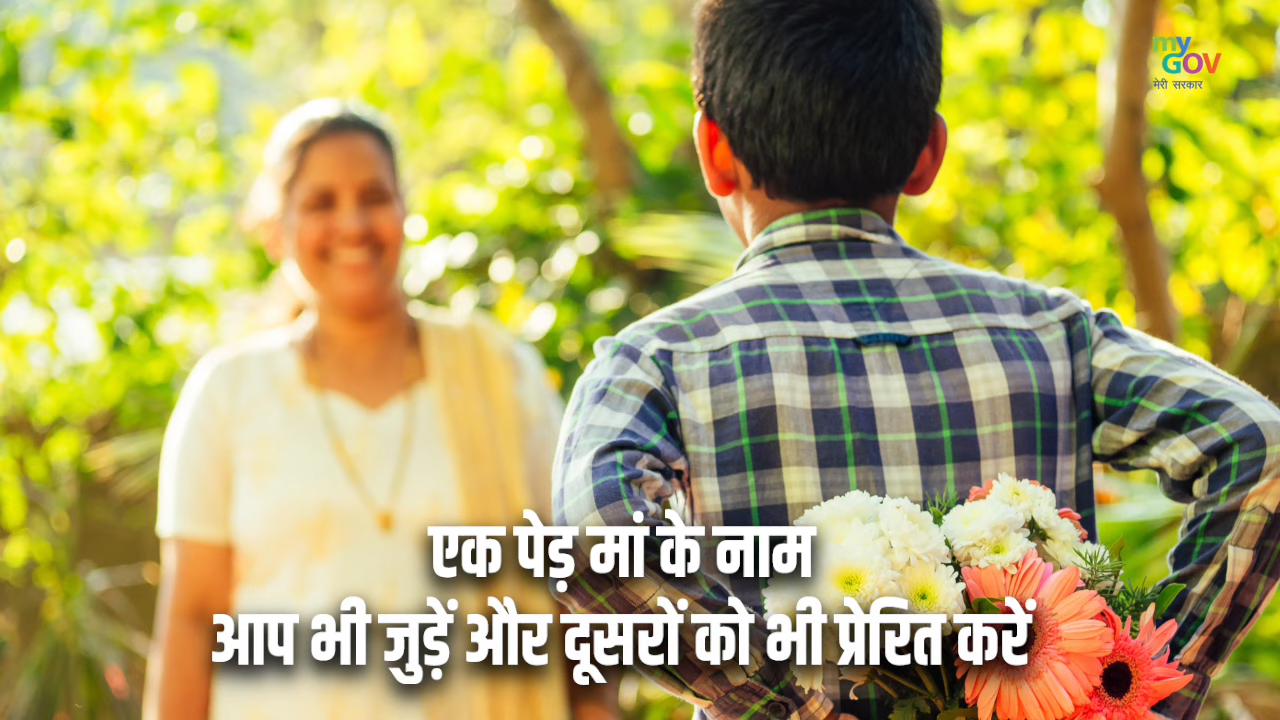 my
GOV
मेरी सरकार
एक पेड़ मां के नाम
आप भी जुड़ें और दूसरों को भी प्रेरित करें